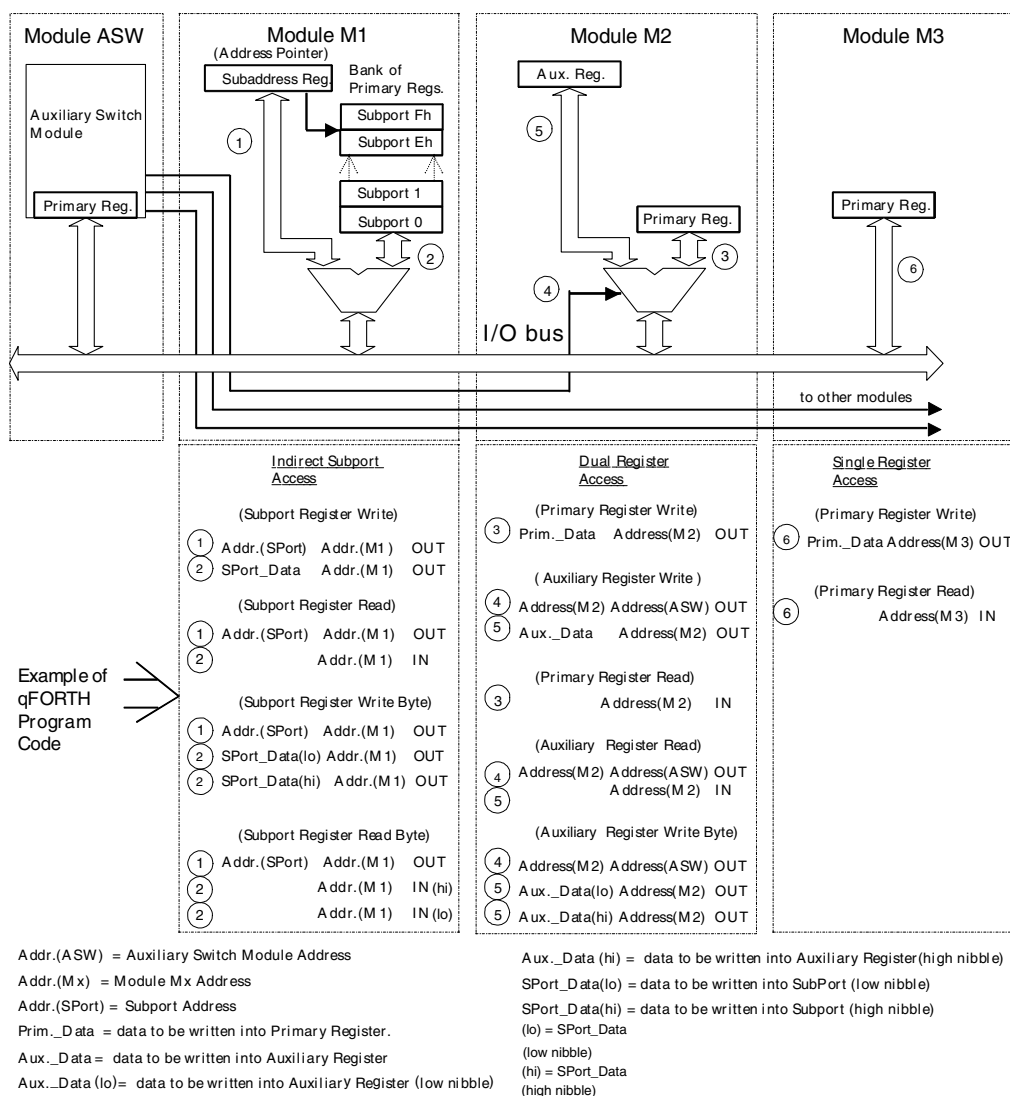 Module ASW
Module M1
Module M2
Module M3
(Address Pointer)
Subaddress Reg.
Bank of
Primary Regs.
Aux. Reg.
Auxiliary Switch
Module
Support Fh
Support Eh
Support 1
Support 0
Primary Reg.
Primary Reg.
Primary Reg.
1
2
3
4
5
6
I/O bus
to other modules
Indirect Support
Access
(Support Register Write)
1 Addr.(SPort) Addr.(M1) OUT
2 SPort_Data Addr.(M1) OUT
(Support Register Read)
1 Addr.(SPort) Addr.(M1) OUT
2 Addr.(M1) IN
(Support Register Write Byte)
1 Addr.(SPort) Addr.(M1) OUT
2 SPort_Data(lo) Addr.(M1) OUT
2 SPort_Data(hi) Addr.(M1) OUT
(Support Register Read Byte)
1 Addr.(SPort) Addr.(M1) OUT
2 Addr.(M1) IN (hi)
2 Addr.(M1) IN (lo)
Dual Register
Access
(Primary Register Write)
3 Prim._Data Address(M2) OUT
(Auxiliary Register Write )
4 Address(M2) Address(ASW) OUT
5 Aux._Data Address(M2) OUT
(Primary Register Read)
3 Address(M2) IN
(Auxiliary Register Read)
4 Address(M2) Address(ASW) OUT
5 Address(M2) IN
(Auxiliary Register Write Byte)
4 Address(M2) Address(ASW) OUT
5 Aux._Data(lo) Address(M2) OUT
5 Aux._Data(hi) Address(M2) OUT
Single Register
Access
(Primary Register Write)
6 Prim._Data Address(M3) OUT
(Primary Register Read)
6 Address(M3) IN
Example of
qFORTH
Program
Code
Addr.(ASW) = Auxiliary Switch Module Address
Addr.(Mx) = Module Mx Address
Addr.(SPort) = Support Address
Prim._Data = data to be written into Primary Register.
Aux._Data = data to be written into Auxiliary Register
Aux._Data (lo)= data to be written into Auxiliary Register (low nibble)
Aux._Data (hi) = data to be written into Auxiliary Register(high nibble)
SPort_Data(lo) = data to be written into SubPort (low nibble)
SPort_Data(hi) = data to be written into Support (high nibble)
(lo) = SPort_Data
(low nibble)
(hi) = SPort_Data
(high nibble)